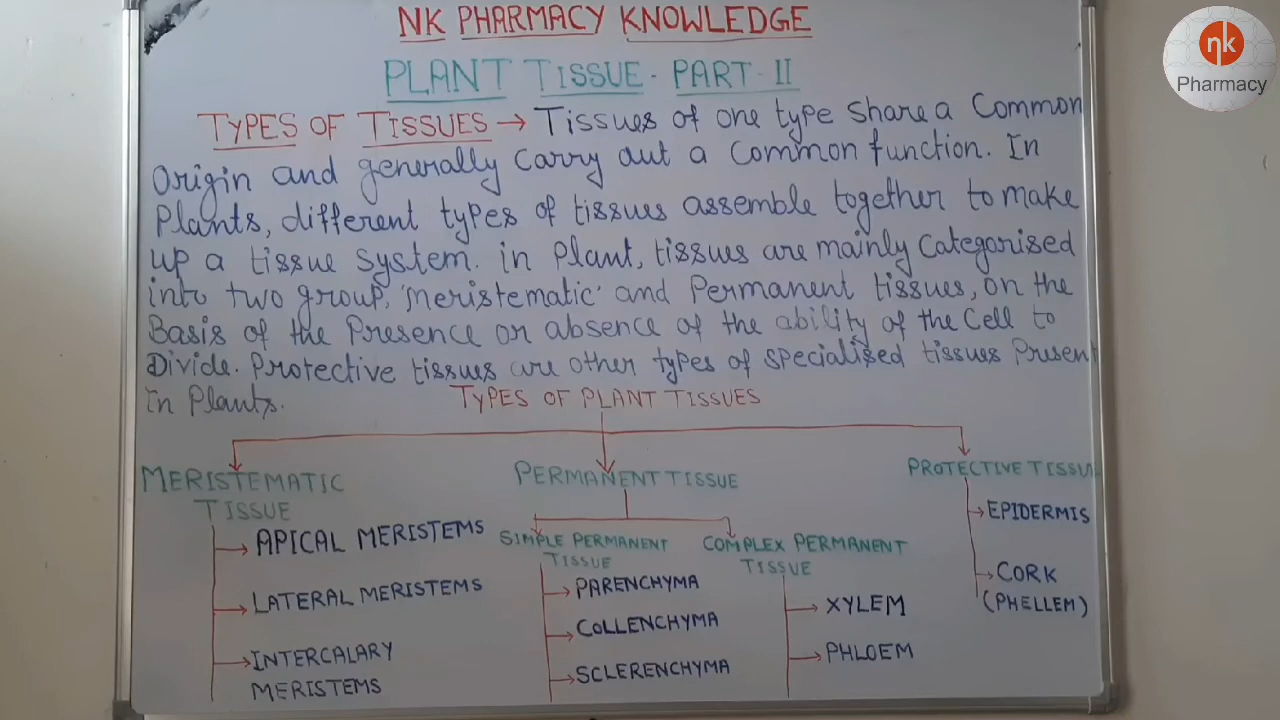 NK PHARMACY KNOWLEDGE
nk
Pharmacy
PLANT TISSUE - PART - II
TYPES OF TISSUES → Tissues of one type share a Common
Origin and generally carry out a common function. In
Plants, different types of tissues assemble together to make
up a tissue system. in Plant, tissues are mainly Categorised
into two group, 'meristematic' and Permanent tissues, on the
Basis of the Presence or absence of the ability of the Cell to
Divide. Protective tissues are other types of specialised tissues Present
in Plants.
TYPES OF PLANT TISSUES
MERISTEMATIC
TISSUE
APICAL MERISTEMS
LATERAL MERISTEMS
INTERCALARY
MERISTEMS
PERMANENT TISSUE
SIMPLE PERMANENT
TISSUE
PARENCHYMA
COLLENCHYMA
SCLERENCHYMA
COMPLEX PERMANENT
TISSUE
XYLEM
PHLOEM
PROTECTIVE TISSUE
EPIDERMIS
CORK
(PHELLEM)